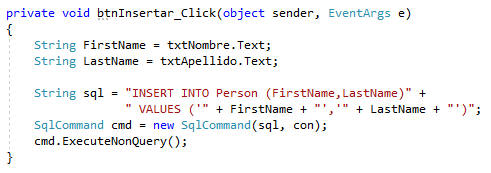 private void btnInsertar_Click(object sender, EventArgs e)
{
    String FirstName = txtNombre.Text;
    String LastName = txtApellido.Text;

    String sql = "INSERT INTO Person (FirstName,LastName)" +
                 " VALUES ('" + FirstName + "','" + LastName + "')";
    SqlCommand cmd = new SqlCommand(sql, con);
    cmd.ExecuteNonQuery();
}